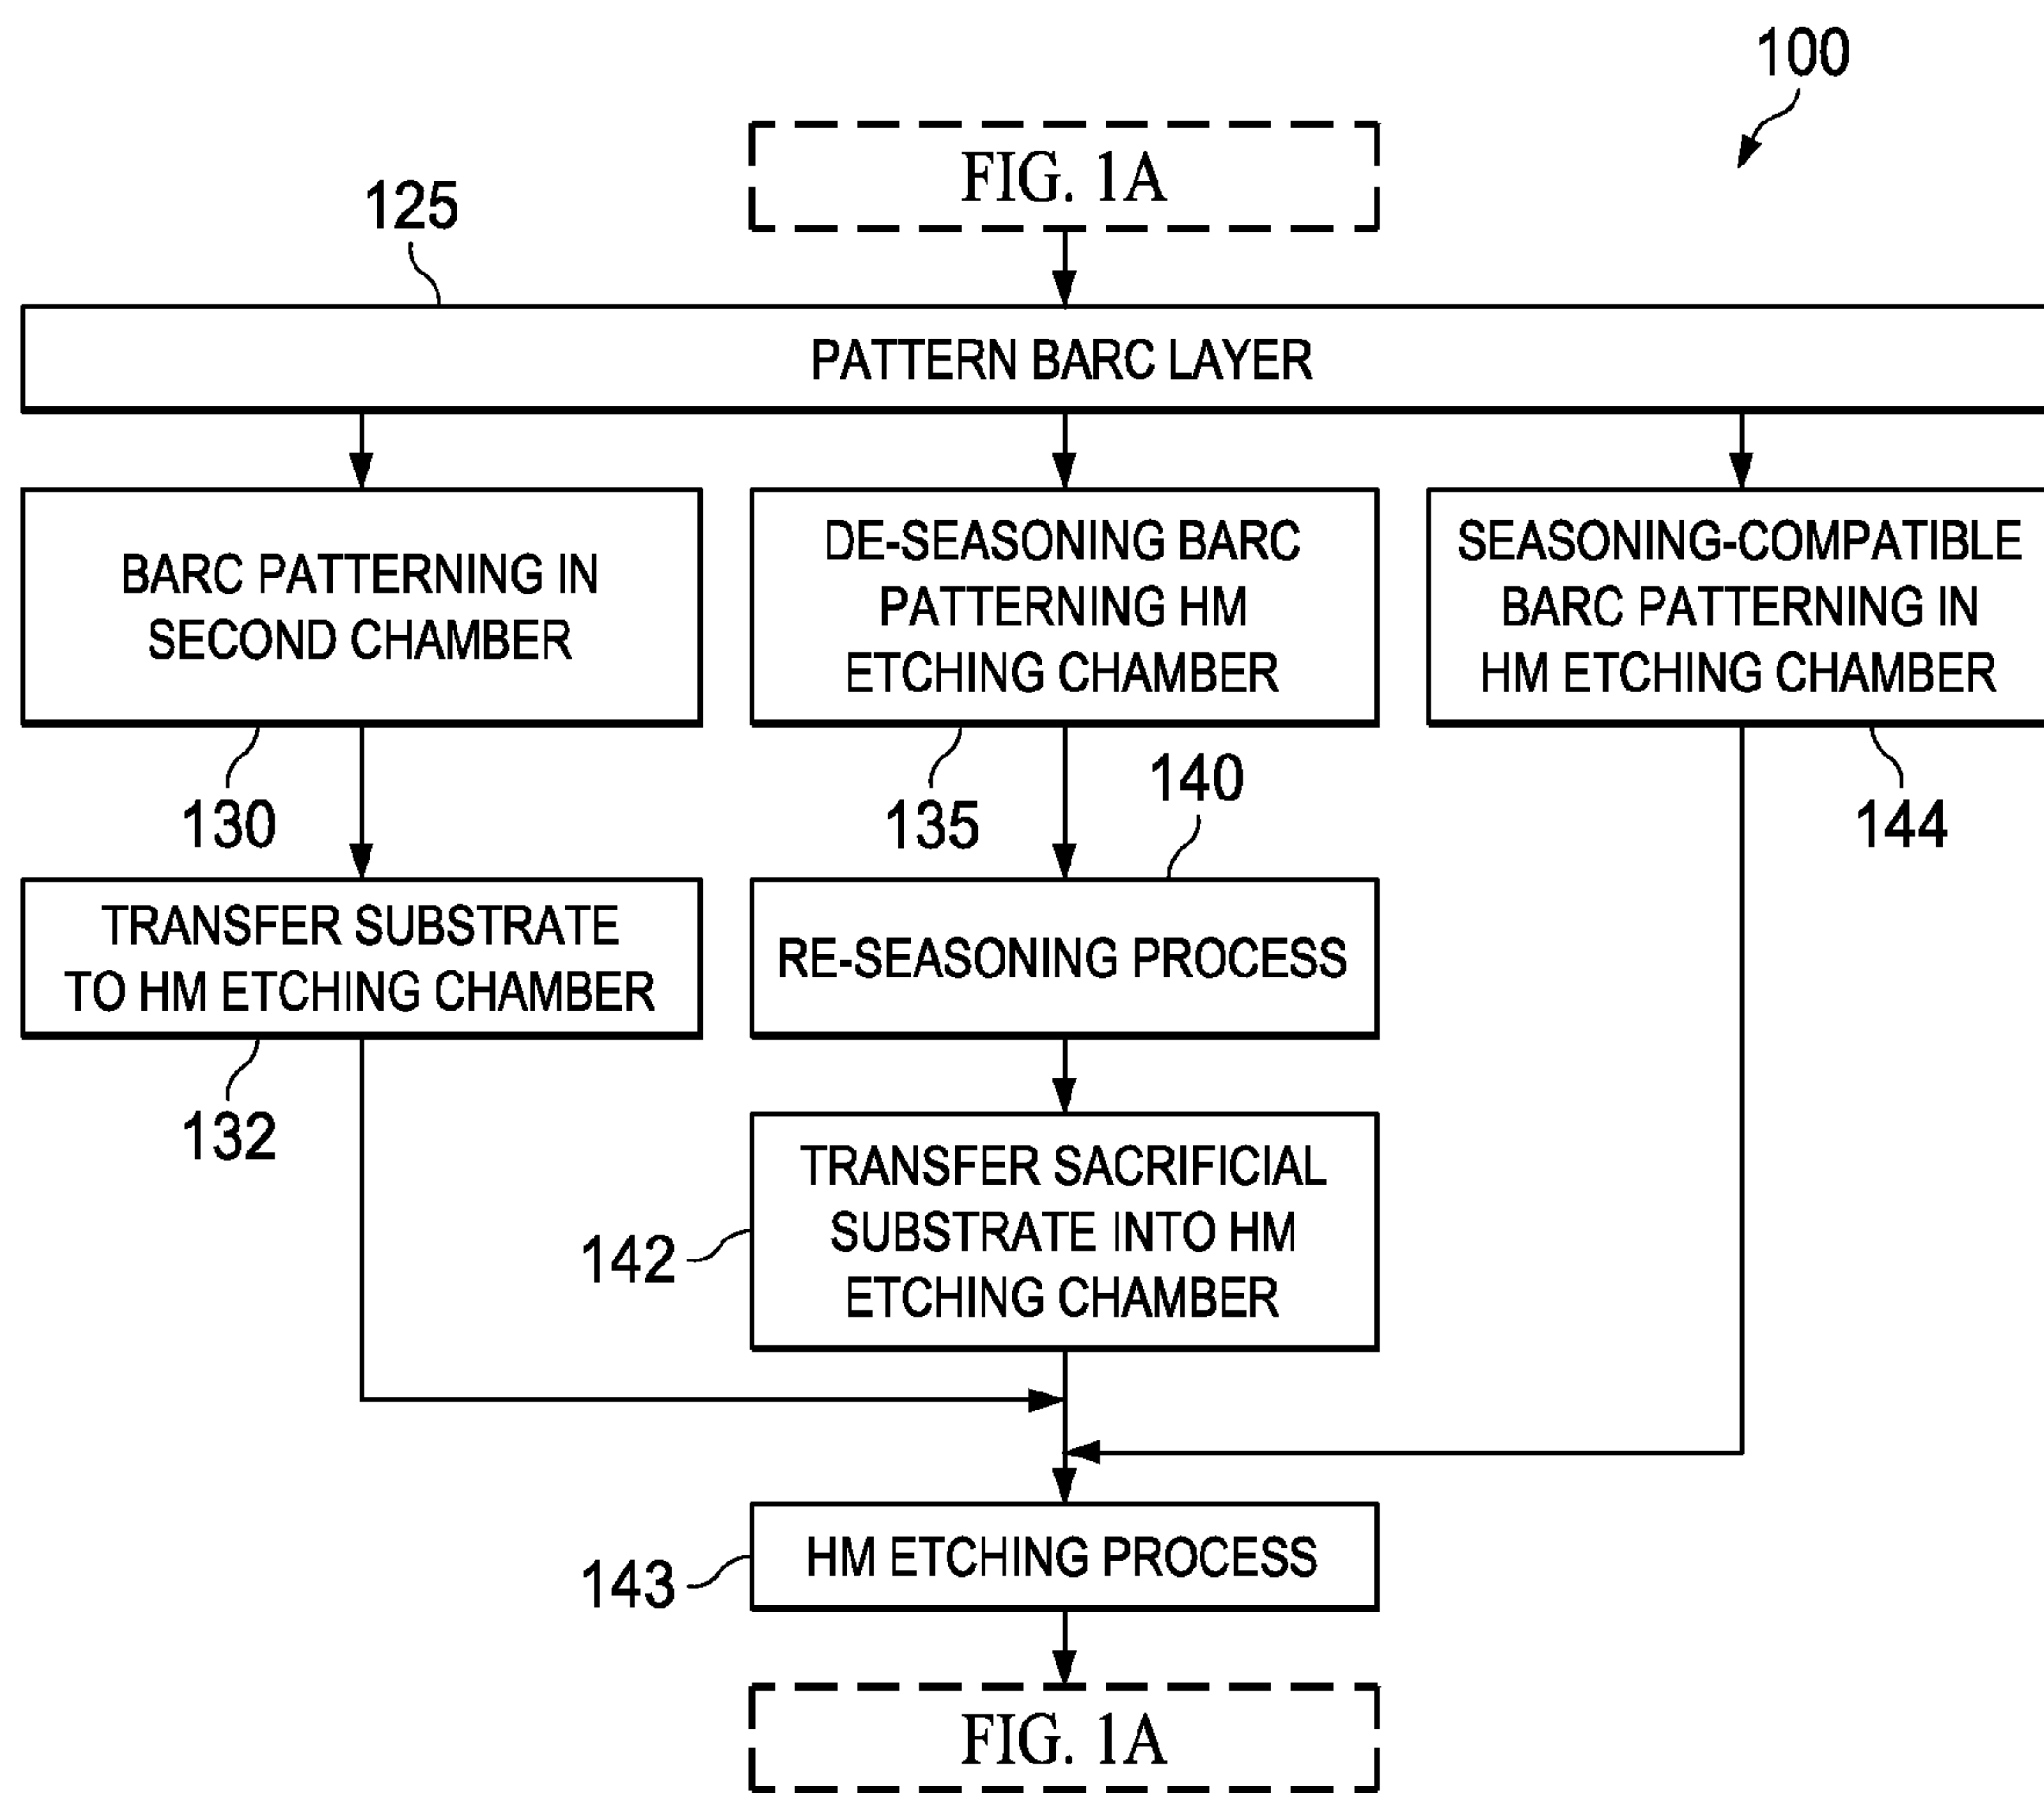 100
FIG. 1A
125
PATTERN BARC LAYER
BARC PATTERNING IN
SECOND CHAMBER
130
DE-SEASONING BARC
PATTERNING HM
ETCHING CHAMBER
135
SEASONING-COMPATIBLE
BARC PATTERNING IN
HM ETCHING CHAMBER
144
TRANSFER SUBSTRATE
TO HM ETCHING CHAMBER
132
140
RE-SEASONING PROCESS
142
TRANSFER SACRIFICIAL
SUBSTRATE INTO HM
ETCHING CHAMBER
143
HM ETCHING PROCESS
FIG. 1A